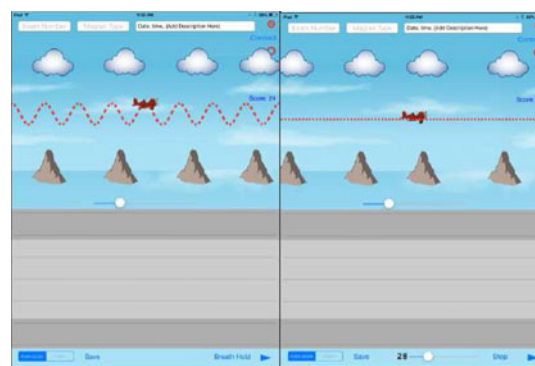 Exam Number Magnet Type Date, time, (Add Description Here)
Connect
Score 24
Save Breath Hold
Exam Number Magnet Type Date, time, (Add Description Here)
Score
Save 28 Stop